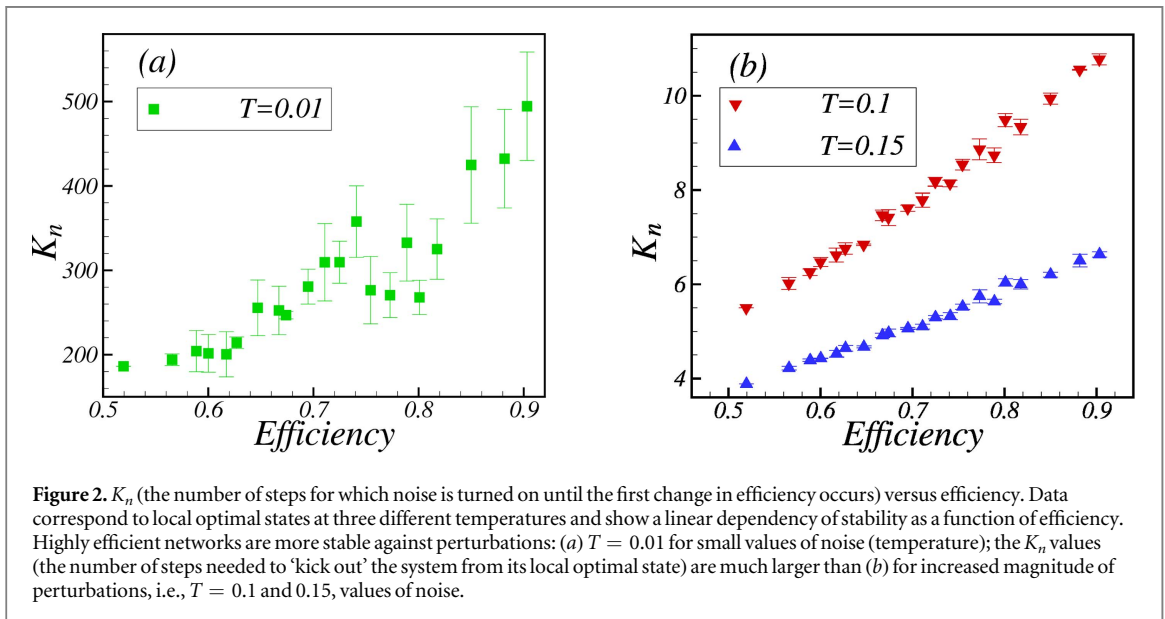 (a)
T=0.01
K_n
500
400
300
200
0.5 0.6 0.7 0.8 0.9
Efficiency
(b)
T=0.1
T=0.15
K_n
10
8
6
4
0.5 0.6 0.7 0.8 0.9
Efficiency
Figure 2. K_n (the number of steps for which noise is turned on until the first change in efficiency occurs) versus efficiency. Data
correspond to local optimal states at three different temperatures and show a linear dependency of stability as a function of efficiency.
Highly efficient networks are more stable against perturbations: (a) T = 0.01 for small values of noise (temperature); the K_n values
(the number of steps needed to ‘kick out’ the system from its local optimal state) are much larger than (b) for increased magnitude of
perturbations, i.e., T = 0.1 and 0.15, values of noise.